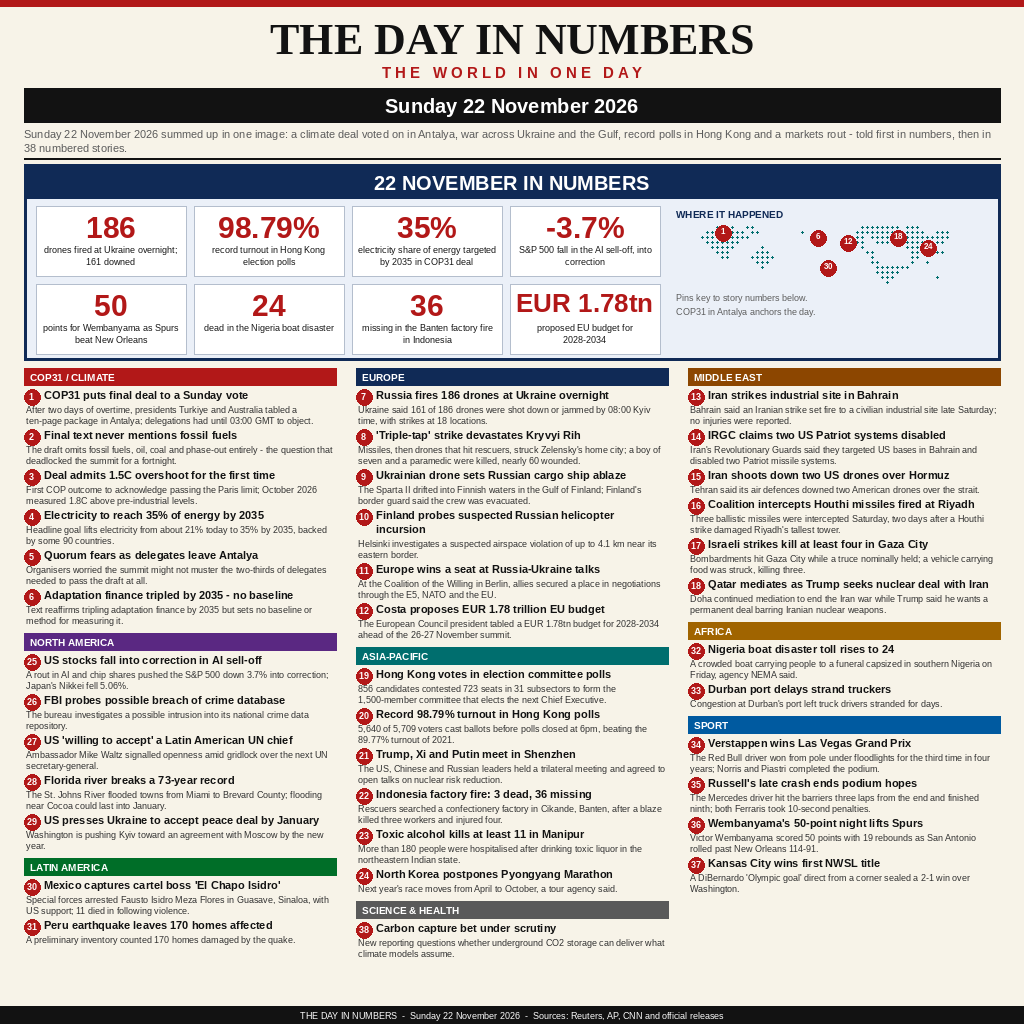 THE DAY IN NUMBERS
THE WORLD IN ONE DAY
Sunday 22 November 2026
Sunday 22 November 2026 summed up in one image: a climate deal voted on in Antalya, war across Ukraine and the Gulf, record polls in Hong Kong and a markets rout - told first in numbers, then in
38 numbered stories.
22 NOVEMBER IN NUMBERS
186
drones fired at Ukraine overnight;
161 downed
98.79%
record turnout in Hong Kong
election polls
35%
electricity share of energy targeted
by 2035 in COP31 deal
-3.7%
S&P 500 fall in the AI sell-off, into
correction
50
points for Wembanyama as Spurs
beat New Orleans
24
dead in the Nigeria boat disaster
36
missing in the Banten factory fire
in Indonesia
EUR 1.78tn
proposed EU budget for
2028-2034
WHERE IT HAPPENED
1
6
12
18
24
30
Pins key to story numbers below.
COP31 in Antalya anchors the day.
COP31 / CLIMATE
1 COP31 puts final deal to a Sunday vote
After two days of overtime, presidents Turkiye and Australia tabled a
ten-page package in Antalya; delegations had until 03:00 GMT to object.
2 Final text never mentions fossil fuels
The draft omits fossil fuels, oil, coal and phase-out entirely - the question that
deadlocked the summit for a fortnight.
3 Deal admits 1.5C overshoot for the first time
First COP outcome to acknowledge passing the Paris limit; October 2026
measured 1.8C above pre-industrial levels.
4 Electricity to reach 35% of energy by 2035
Headline goal lifts electricity from about 21% today to 35% by 2035, backed
by some 90 countries.
5 Quorum fears as delegates leave Antalya
Organisers worried the summit might not muster the two-thirds of delegates
needed to pass the draft at all.
6 Adaptation finance tripled by 2035 - no baseline
Text reaffirms tripling adaptation finance by 2035 but sets no baseline or
method for measuring it.
NORTH AMERICA
25 US stocks fall into correction in AI sell-off
A rout in AI and chip shares pushed the S&P 500 down 3.7% into correction;
Japan's Nikkei fell 5.06%.
26 FBI probes possible breach of crime database
The bureau investigates a possible intrusion into its national crime data
repository.
27 US 'willing to accept' a Latin American UN chief
Ambassador Mike Waltz signalled openness amid gridlock over the next UN
secretary-general.
28 Florida river breaks a 73-year record
The St. Johns River flooded towns from Miami to Brevard County; flooding
near Cocoa could last into January.
29 US presses Ukraine to accept peace deal by January
Washington is pushing Kyiv toward an agreement with Moscow by the new
year.
LATIN AMERICA
30 Mexico captures cartel boss 'El Chapo Isidro'
Special forces arrested Fausto Isidro Meza Flores in Guasave, Sinaloa, with
US support; 11 died in following violence.
31 Peru earthquake leaves 170 homes affected
A preliminary inventory counted 170 homes damaged by the quake.
EUROPE
7 Russia fires 186 drones at Ukraine overnight
Ukraine said 161 of 186 drones were shot down or jammed by 08:00 Kyiv
time, with strikes at 18 locations.
8 'Triple-tap' strike devastates Kryvyi Rih
Missiles, then drones that hit rescuers, struck Zelensky's home city; a boy of
seven and a paramedic were killed, nearly 60 wounded.
9 Ukrainian drone sets Russian cargo ship ablaze
The Sparta II drifted into Finnish waters in the Gulf of Finland; Finland's
border guard said the crew was evacuated.
10 Finland probes suspected Russian helicopter
incursion
Helsinki investigates a suspected airspace violation of up to 4.1 km near its
eastern border.
11 Europe wins a seat at Russia-Ukraine talks
At the Coalition of the Willing in Berlin, allies secured a place in negotiations
through the E5, NATO and the EU.
12 Costa proposes EUR 1.78 trillion EU budget
The European Council president tabled a EUR 1.78tn budget for 2028-2034
ahead of the 26-27 November summit.
ASIA-PACIFIC
19 Hong Kong votes in election committee polls
856 candidates contested 723 seats in 31 subsectors to form the
1,500-member committee that elects the next Chief Executive.
20 Record 98.79% turnout in Hong Kong polls
5,640 of 5,709 voters cast ballots before polls closed at 6pm, beating the
89.77% turnout of 2021.
21 Trump, Xi and Putin meet in Shenzhen
The US, Chinese and Russian leaders held a trilateral meeting and agreed to
open talks on nuclear risk reduction.
22 Indonesia factory fire: 3 dead, 36 missing
Rescuers searched a confectionery factory in Cikande, Banten, after a blaze
killed three workers and injured four.
23 Toxic alcohol kills at least 11 in Manipur
More than 180 people were hospitalised after drinking toxic liquor in the
northeastern Indian state.
24 North Korea postpones Pyongyang Marathon
Next year's race moves from April to October, a tour agency said.
SCIENCE & HEALTH
38 Carbon capture bet under scrutiny
New reporting questions whether underground CO2 storage can deliver what
climate models assume.
MIDDLE EAST
13 Iran strikes industrial site in Bahrain
Bahrain said an Iranian strike set fire to a civilian industrial site late Saturday;
no injuries were reported.
14 IRGC claims two US Patriot systems disabled
Iran's Revolutionary Guards said they targeted US bases in Bahrain and
disabled two Patriot missile systems.
15 Iran shoots down two US drones over Hormuz
Tehran said its air defences downed two American drones over the strait.
16 Coalition intercepts Houthi missiles fired at Riyadh
Three ballistic missiles were intercepted Saturday, two days after a Houthi
strike damaged Riyadh's tallest tower.
17 Israeli strikes kill at least four in Gaza City
Bombardments hit Gaza City while a truce nominally held; a vehicle carrying
food was struck, killing three.
18 Qatar mediates as Trump seeks nuclear deal with Iran
Doha continued mediation to end the Iran war while Trump said he wants a
permanent deal barring Iranian nuclear weapons.
AFRICA
32 Nigeria boat disaster toll rises to 24
A crowded boat carrying people to a funeral capsized in southern Nigeria on
Friday, agency NEMA said.
33 Durban port delays strand truckers
Congestion at Durban's port left truck drivers stranded for days.
SPORT
34 Verstappen wins Las Vegas Grand Prix
The Red Bull driver won from pole under floodlights for the third time in four
years; Norris and Piastri completed the podium.
35 Russell's late crash ends podium hopes
The Mercedes driver hit the barriers three laps from the end and finished
ninth; both Ferraris took 10-second penalties.
36 Wembanyama's 50-point night lifts Spurs
Victor Wembanyama scored 50 points with 19 rebounds as San Antonio
rolled past New Orleans 114-91.
37 Kansas City wins first NWSL title
A DiBernardo 'Olympic goal' direct from a corner sealed a 2-1 win over
Washington.
THE DAY IN NUMBERS - Sunday 22 November 2026 - Sources: Reuters, AP, CNN and official releases